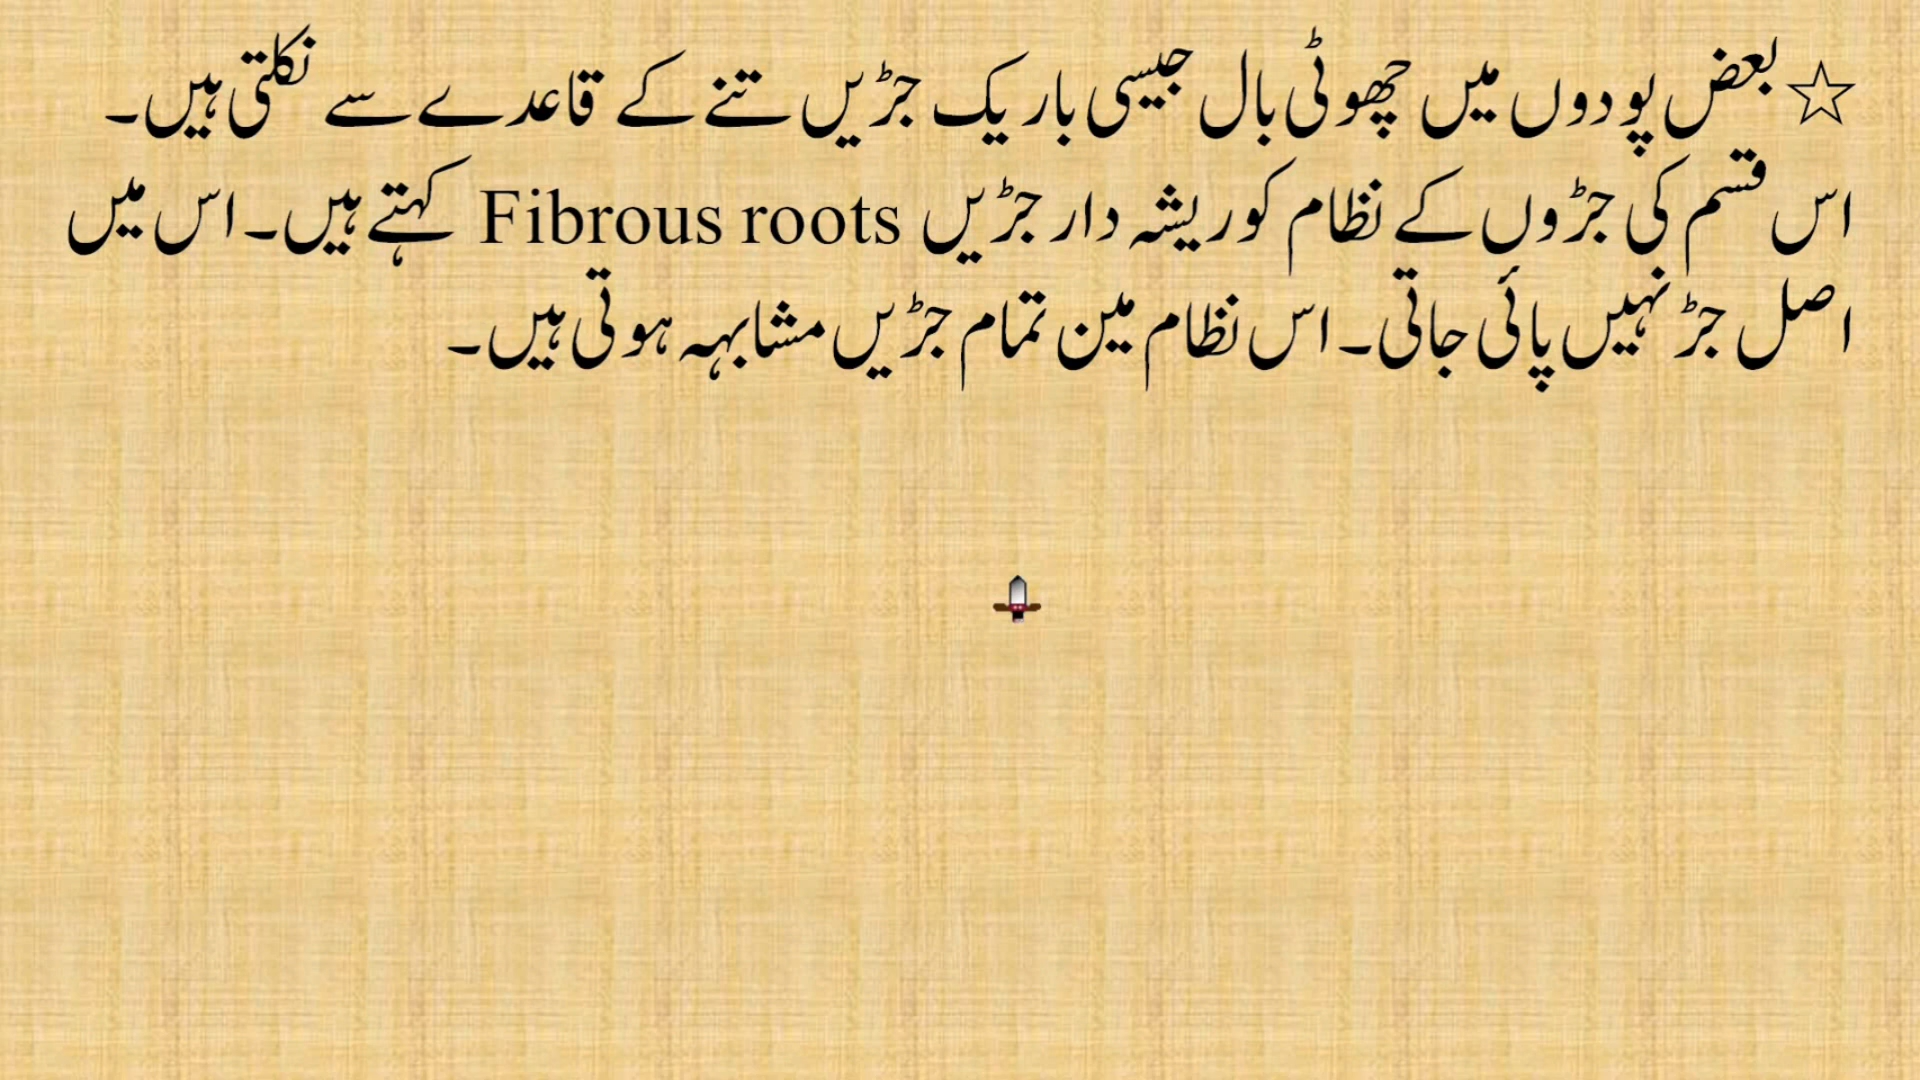 ☆بعض پودوں میں چھوٹی بال جیسی باریک جڑیں تنے کے قاعدے سے نکلتی ہیں۔
اس قسم کی جڑوں کے نظام کو ریشہ دار جڑیں Fibrous roots کہتے ہیں۔ اس میں
اصل جڑ نہیں پائی جاتی۔ اس نظام مین تمام جڑیں مشابہہ ہوتی ہیں۔